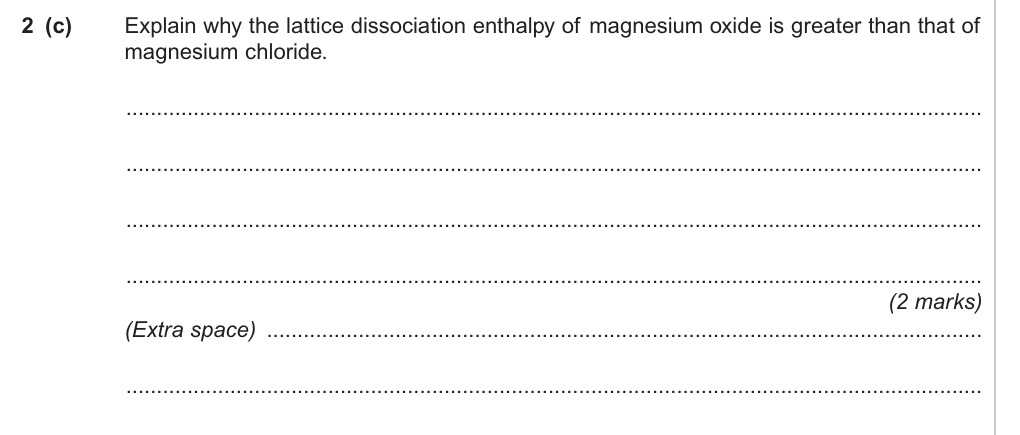 2 (c) Explain why the lattice dissociation enthalpy of magnesium oxide is greater than that of
magnesium chloride.
(2 marks)
(Extra space)